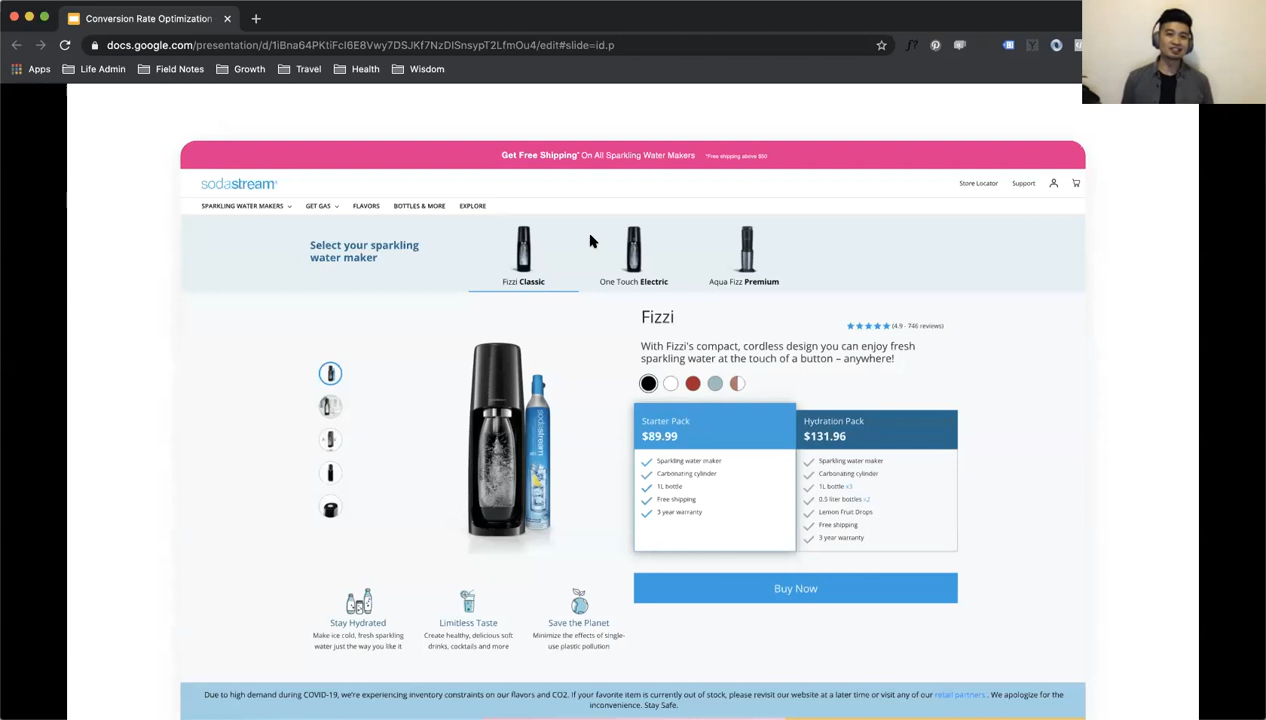 Conversion Rate Optimization
docs.google.com/presentation/d/1iBna64PKtiFcI6E8Vwy7DSJKf7NzDlSnsypT2LfmOu4/edit#slide=id.p
Apps Life Admin Field Notes Growth Travel Health Wisdom
Get Free Shipping* On All Sparkling Water Makers *Free shipping above $50
sodastream
Store Locator Support
SPARKLING WATER MAKERS GET GAS FLAVORS BOTTLES & MORE EXPLORE
Select your sparkling
water maker
Fizzi Classic One Touch Electric Aqua Fizz Premium
Fizzi
(4.9 - 746 reviews)
With Fizzi's compact, cordless design you can enjoy fresh
sparkling water at the touch of a button – anywhere!
Starter Pack
$89.99
Sparkling water maker
Carbonating cylinder
1L bottle
Free shipping
3 year warranty
Hydration Pack
$131.96
Sparkling water maker
Carbonating cylinder
1L bottle x3
0.5 liter bottles x2
Lemon Fruit Drops
Free shipping
3 year warranty
sodastream
Buy Now
Stay Hydrated
Make ice cold, fresh sparkling
water just the way you like it
Limitless Taste
Create healthy, delicious soft
drinks, cocktails and more
Save the Planet
Minimize the effects of single-
use plastic pollution
Due to high demand during COVID-19, we're experiencing inventory constraints on our flavors and CO2. If your favorite item is currently out of stock, please revisit our website at a later time or visit any of our retail partners . We apologize for the
inconvenience. Stay Safe.